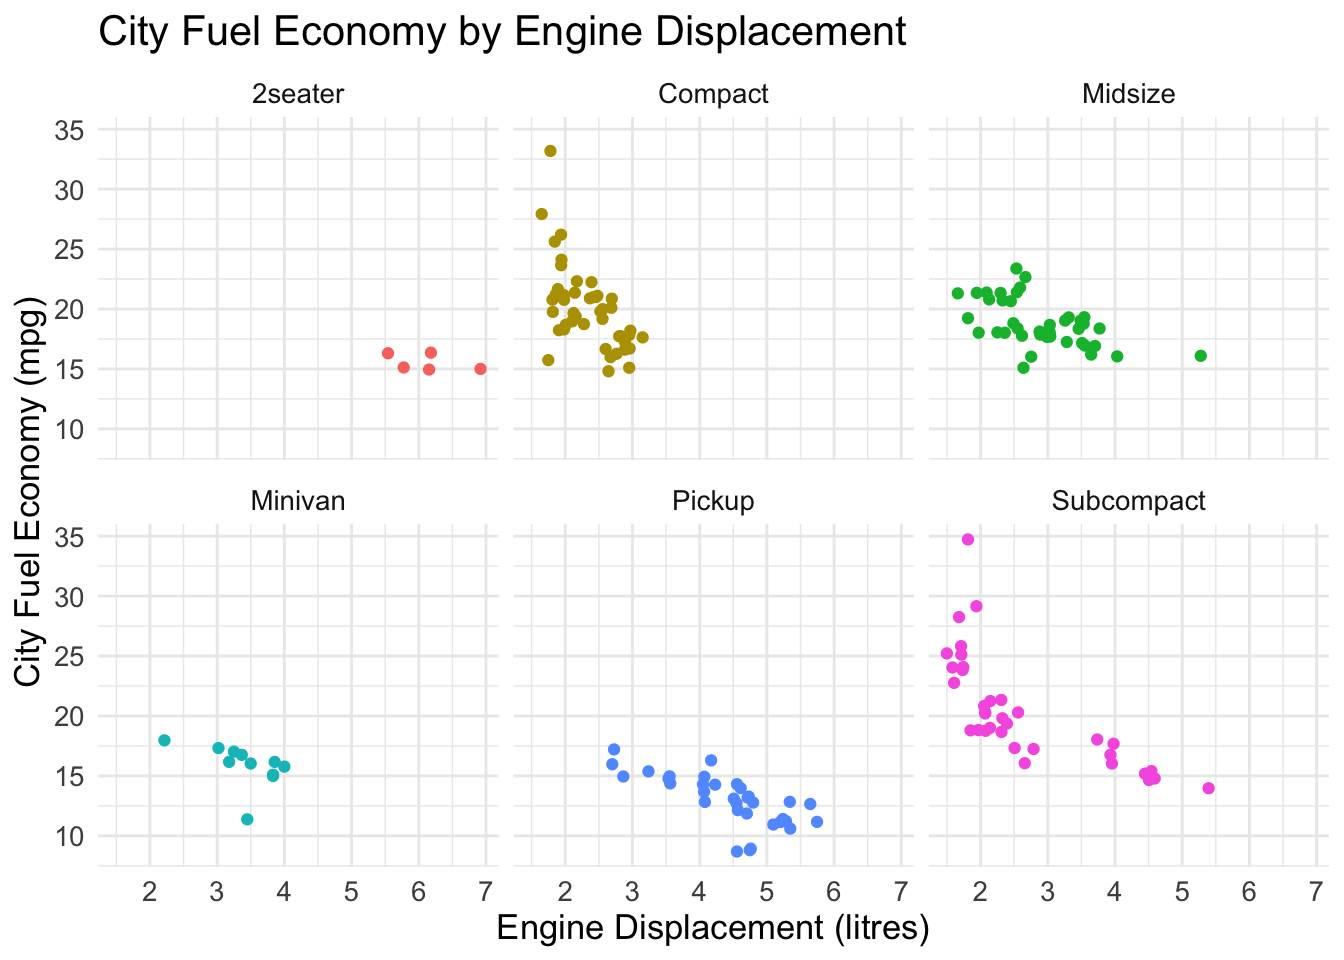 City Fuel Economy by Engine Displacement
2seater Compact Midsize
35
30
25
20
15
10
City Fuel Economy (mpg)
Minivan Pickup Subcompact
35
30
25
20
15
10
2 3 4 5 6 7 2 3 4 5 6 7 2 3 4 5 6 7
Engine Displacement (litres)